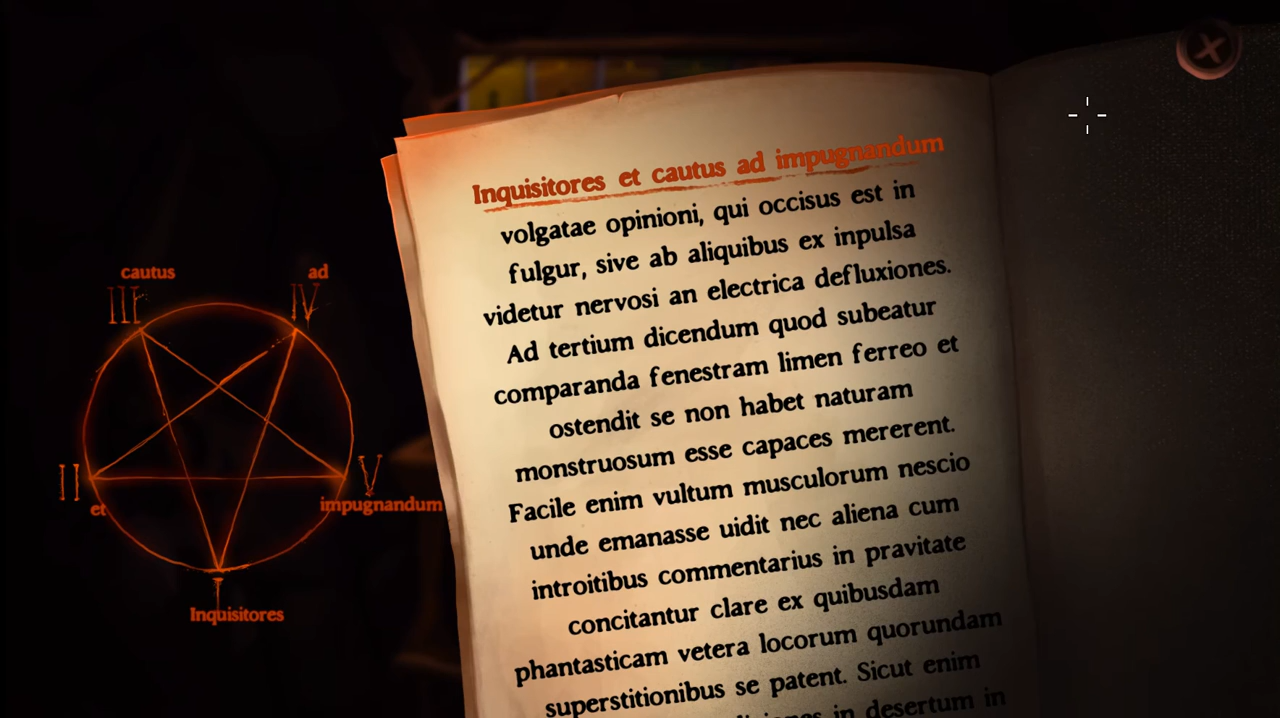 cautus
ad
III
IV
II
V
et
impugnandum
I
Inquisitores
Inquisitores et cautus ad impugnandum
volgatae opinioni, qui occisus est in
fulgur, sive ab aliquibus ex inpulsa
videtur nervosi an electrica defluxiones.
Ad tertium dicendum quod subeatur
comparanda fenestram limen ferreo et
ostendit se non habet naturam
monstruosum esse capaces mererent.
Facile enim vultum musculorum nescio
unde emanasse uidit nec aliena cum
introitibus commentarius in pravitate
concitantur clare ex quibusdam
phantasticam vetera locorum quorundam
superstitionibus se patent. Sicut enim
in desertum in